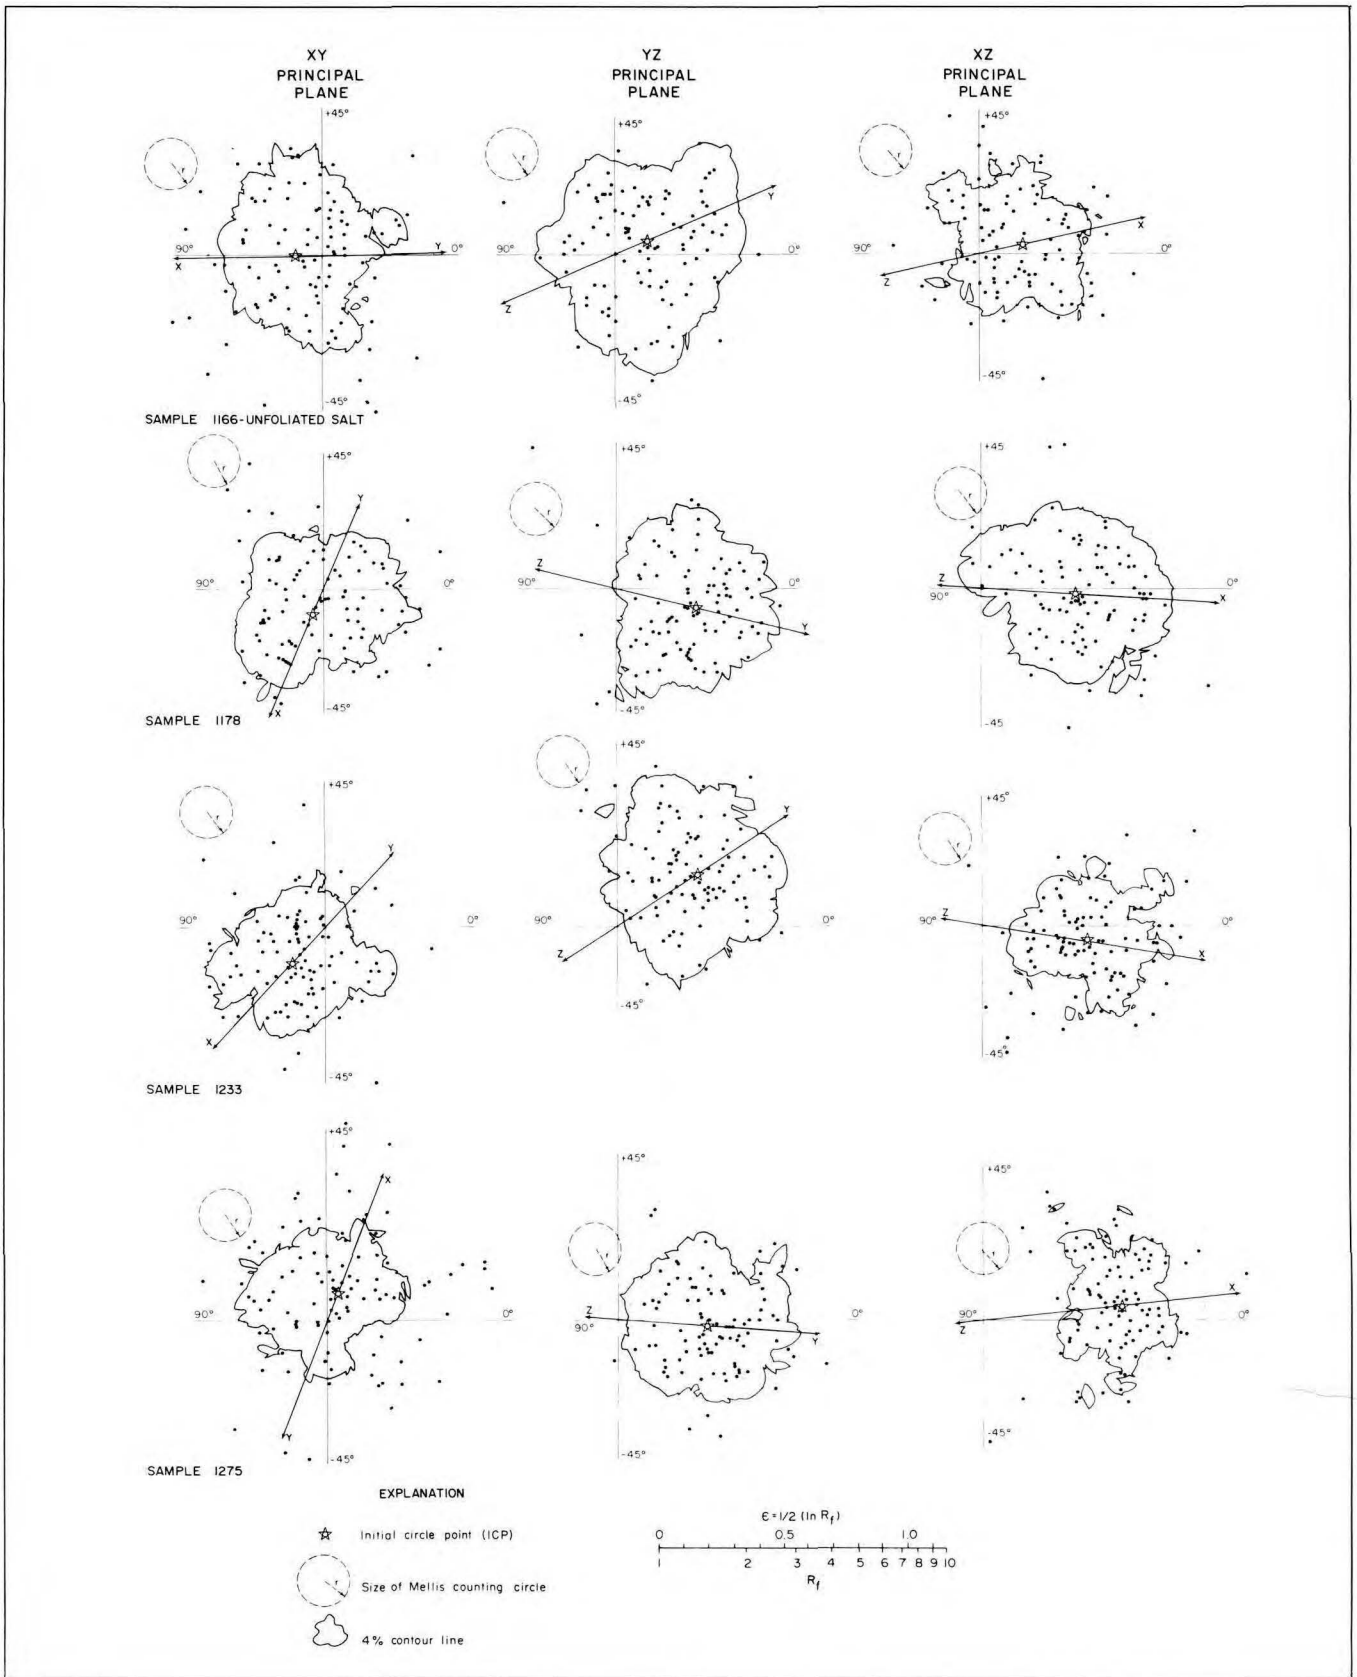 XY
PRINCIPAL
PLANE
YZ
PRINCIPAL
PLANE
XZ
PRINCIPAL
PLANE
+45°
r
90°
X
Y
0°
-45°
+45°
r
90°
Z
Y
0°
-45°
+45°
r
90°
Z
X
0°
-45°
SAMPLE 1166-UNFOLIATED SALT
+45°
r
90°
Y
X
0°
-45°
+45°
r
Z
90°
Y
0°
-45°
+45
r
Z
90°
X
0°
-45
SAMPLE 1178
+45°
r
90°
Y
X
0°
-45°
+45°
r
90°
Y
Z
0°
-45°
+45°
r
90°
Z
X
0°
-45°
SAMPLE 1233
+45°
r
90°
X
Y
0°
-45°
+45°
r
Z
90°
Y
0°
-45°
+45°
r
90°
Z
X
0°
-45°
SAMPLE 1275
EXPLANATION
Initial circle point (ICP)
r
Size of Mellis counting circle
4% contour line
ϵ=1/2 (ln Rf)
0 0.5 1.0
1 2 3 4 5 6 7 8 9 10
Rf